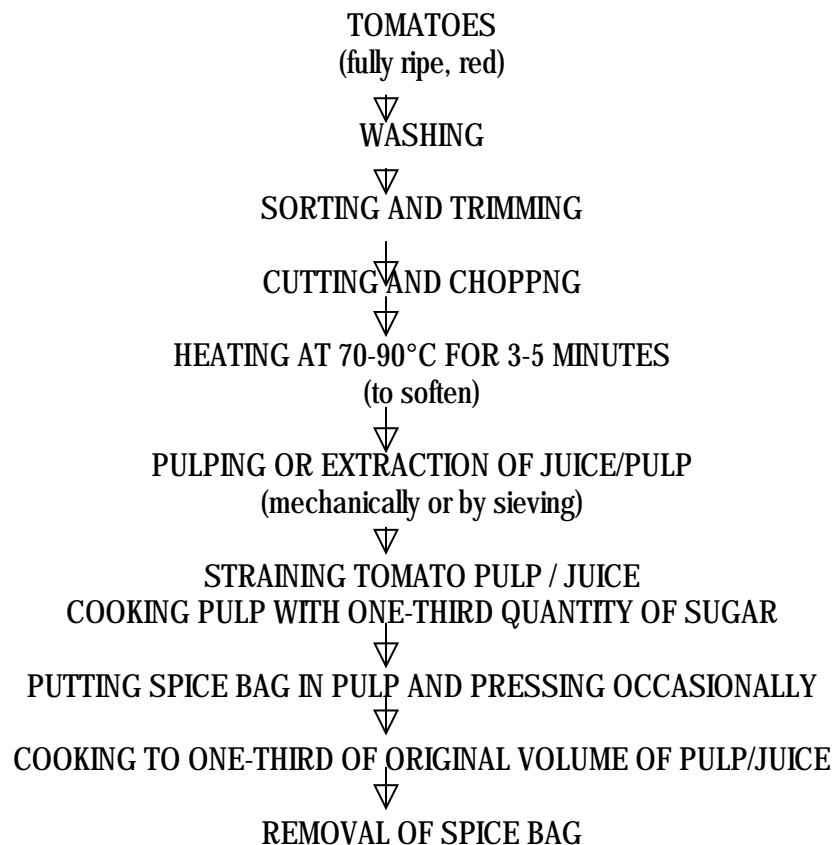 TOMATOES
(fully ripe, red)
WASHING
SORTING AND TRIMMING
CUTTING AND CHOPPNG
HEATING AT 70-90°C FOR 3-5 MINUTES
(to soften)
PULPING OR EXTRACTION OF JUICE/PULP
(mechanically or by sieving)
STRAINING TOMATO PULP / JUICE
COOKING PULP WITH ONE-THIRD QUANTITY OF SUGAR
PUTTING SPICE BAG IN PULP AND PRESSING OCCASIONALLY
COOKING TO ONE-THIRD OF ORIGINAL VOLUME OF PULP/JUICE
REMOVAL OF SPICE BAG